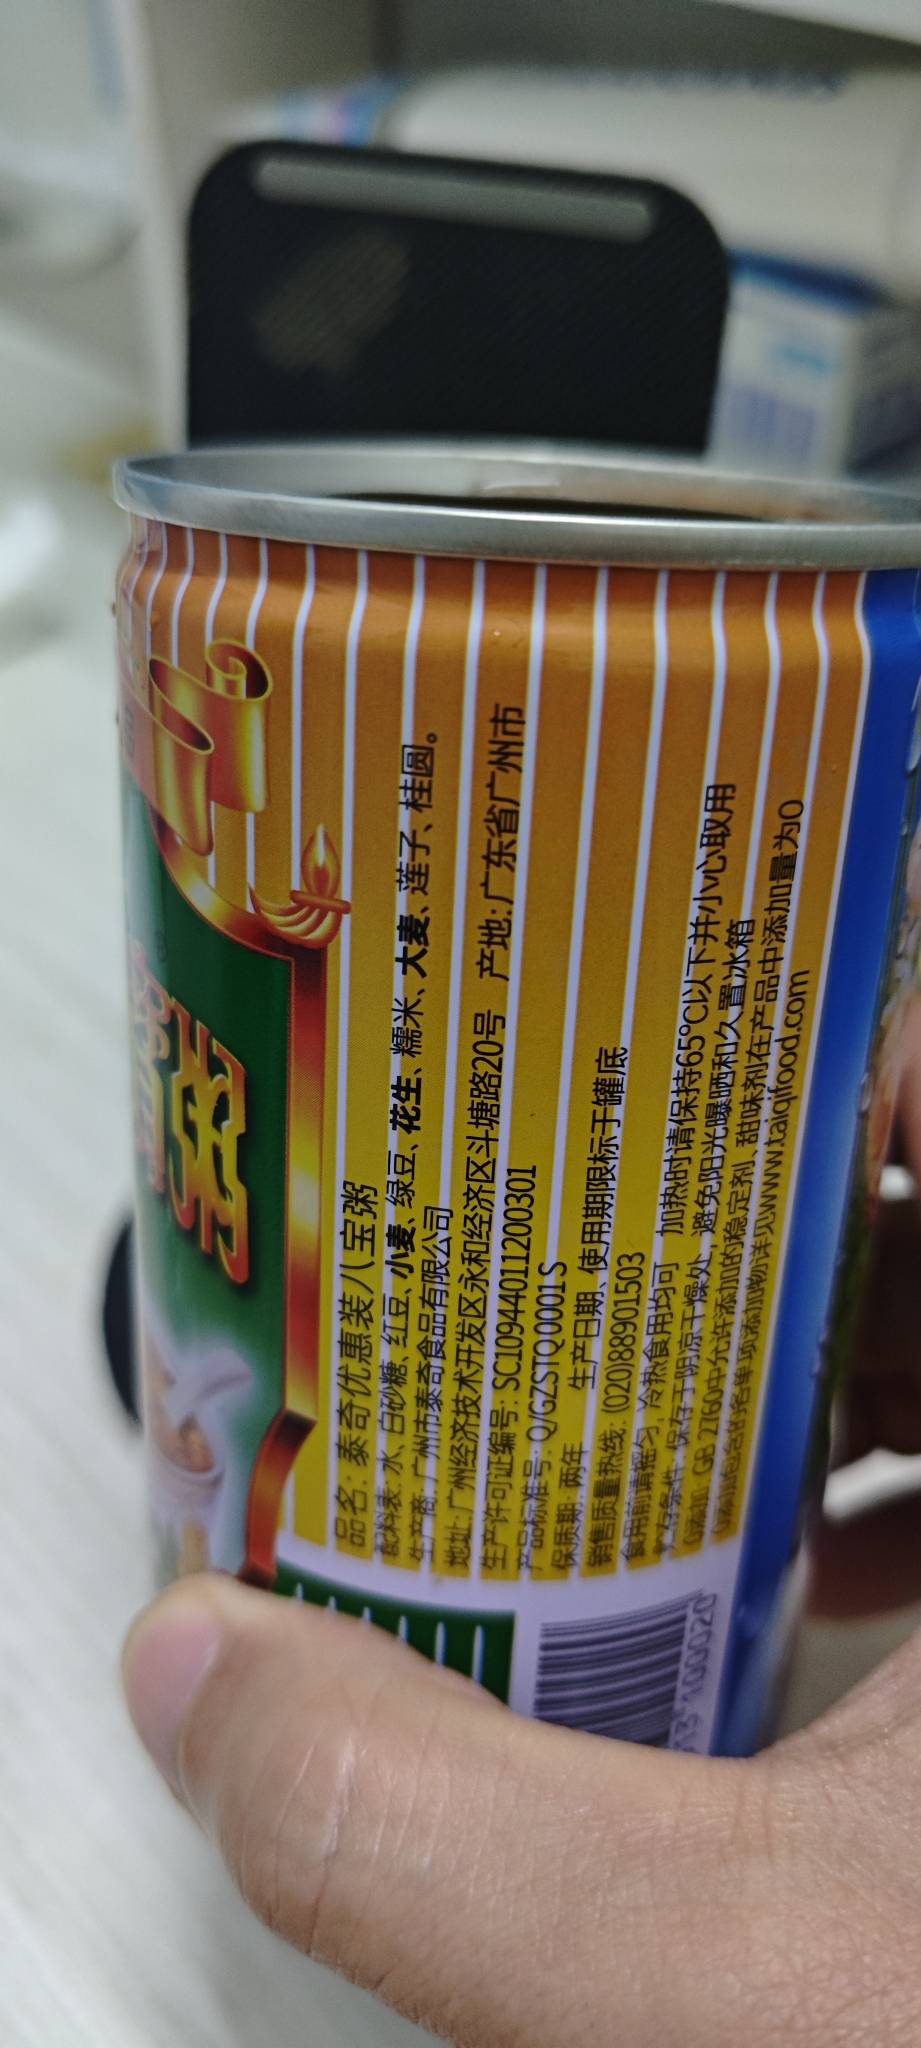 品名：泰奇优惠装八宝粥
配料表：水、白砂糖、红豆、小麦、绿豆、花生、糯米、大麦、莲子、桂圆。
生产商：广州市泰奇食品有限公司
地址：广州经济技术开发区永和经济区斗塘路20号 产地：广东省广州市
生产许可证编号：SC10944011200301
产品标准号：Q/GZSTQ 0001 S
保质期：两年 生产日期、使用期限标于罐底
销售质量热线：(020)88901503
食用前请摇匀，冷热食用均可 加热时请保持65℃以下并小心取用
贮存条件：保存于阴凉干燥处，避免阳光曝晒和久置冰箱
GB 2760中允许添加的稳定剂、甜味剂在产品中添加量为0
详见www.taiqifood.com
100020
粥